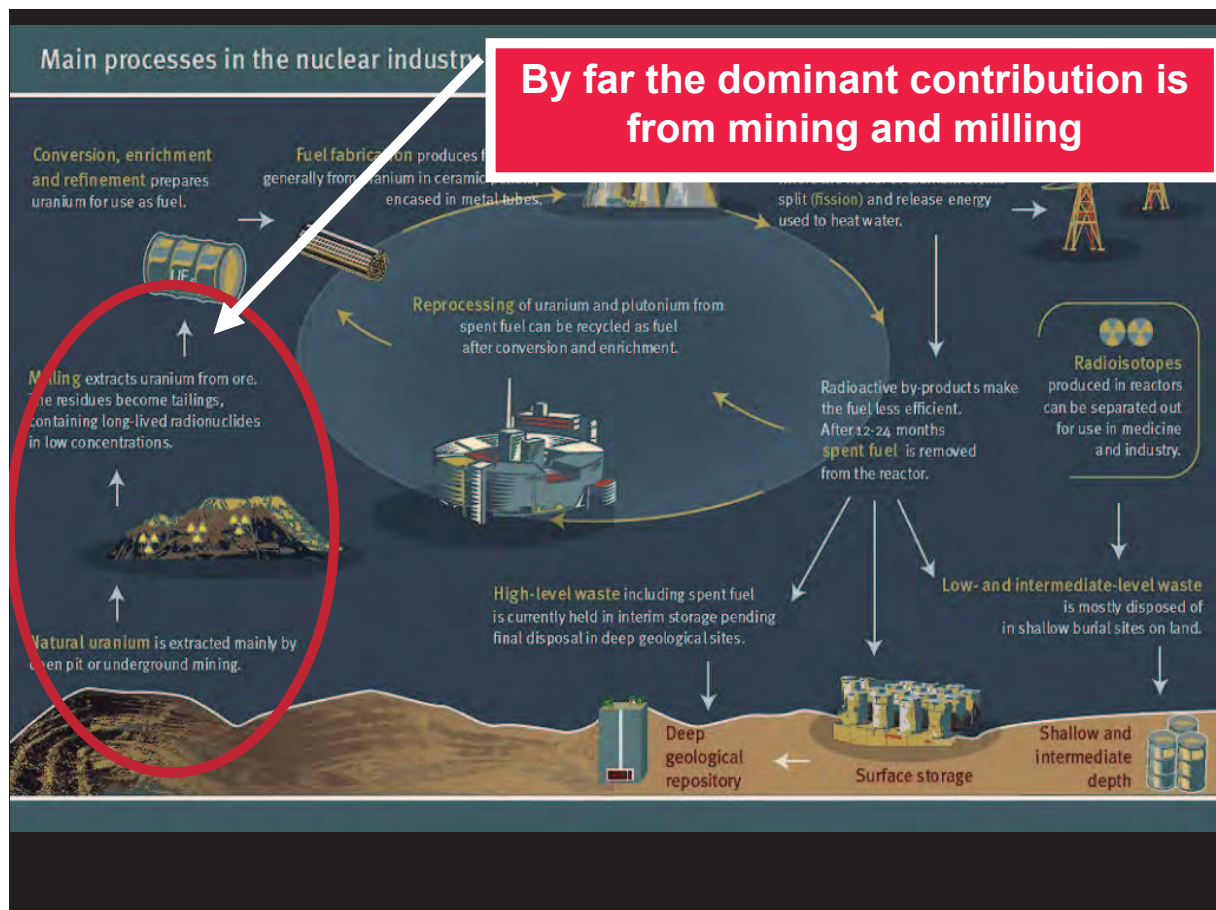 Main processes in the nuclear industry
By far the dominant contribution is
from mining and milling
Conversion, enrichment
and refinement prepares
uranium for use as fuel.
Fuel fabrication produces
generally from uranium in ceramic
encased in metal tubes.
split (fission) and release energy
used to heat water.
UF6
Reprocessing of uranium and plutonium from
spent fuel can be recycled as fuel
after conversion and enrichment.
Milling extracts uranium from ore.
The residues become tailings,
containing long-lived radionuclides
in low concentrations.
Radioactive by-products make
the fuel less efficient.
After 12-24 months
spent fuel is removed
from the reactor.
Radioisotopes
produced in reactors
can be separated out
for use in medicine
and industry.
Natural uranium is extracted mainly by
open pit or underground mining.
High-level waste including spent fuel
is currently held in interim storage pending
final disposal in deep geological sites.
Low- and intermediate-level waste
is mostly disposed of
in shallow burial sites on land.
Deep
geological
repository
Surface storage
Shallow and
intermediate
depth